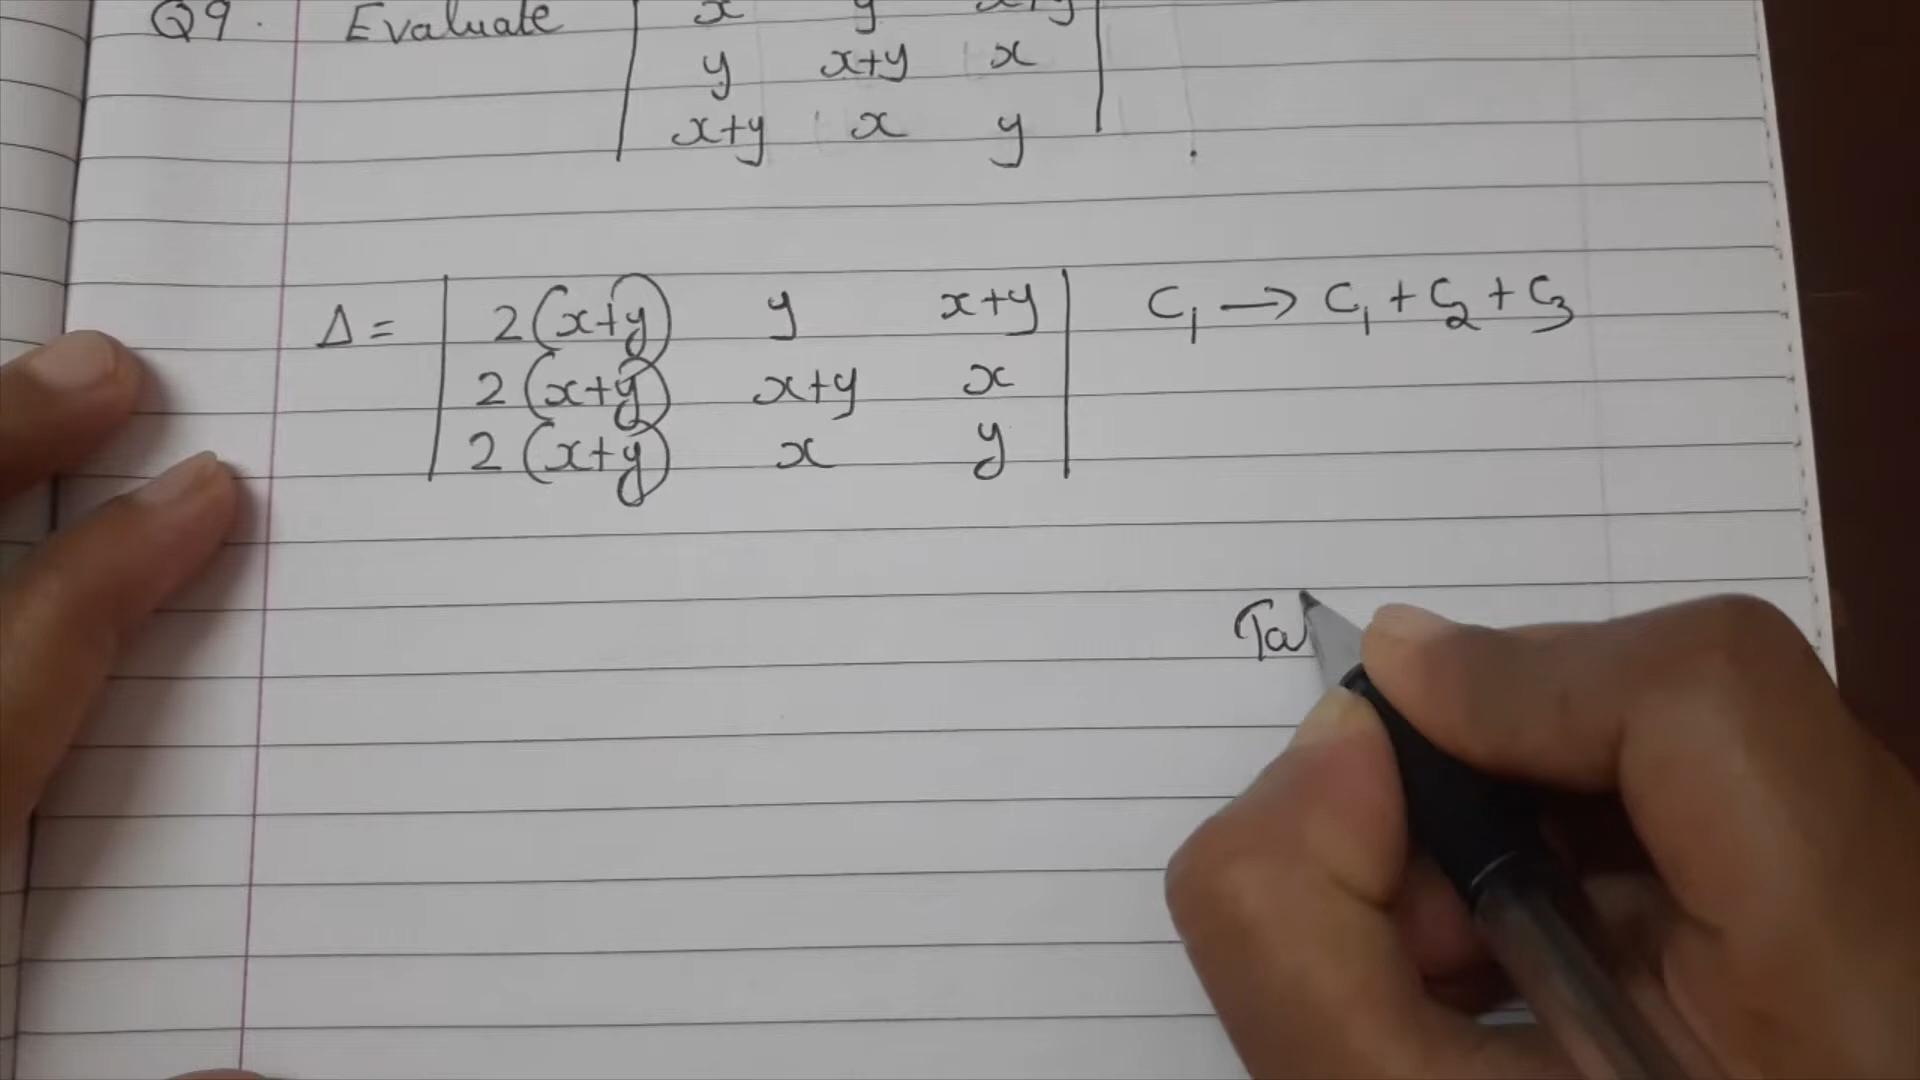 Q9. Evaluate | x y x+y |
| y x+y x |
| x+y x y |
Δ = | 2(x+y) y x+y | C₁ → C₁ + C₂ + C₃
| 2(x+y) x+y x |
| 2(x+y) x y |
Ta